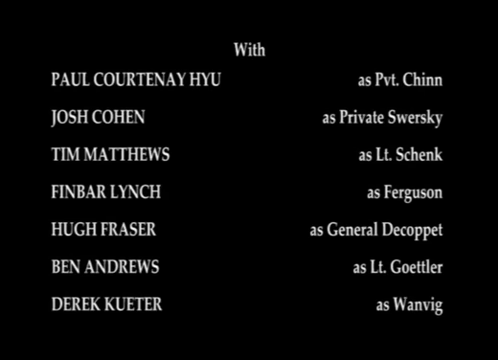 With
PAUL COURTENAY HYU as Pvt. Chinn
JOSH COHEN as Private Swersky
TIM MATTHEWS as Lt. Schenk
FINBAR LYNCH as Ferguson
HUGH FRASER as General Decoppet
BEN ANDREWS as Lt. Goettler
DEREK KUETER as Wanvig